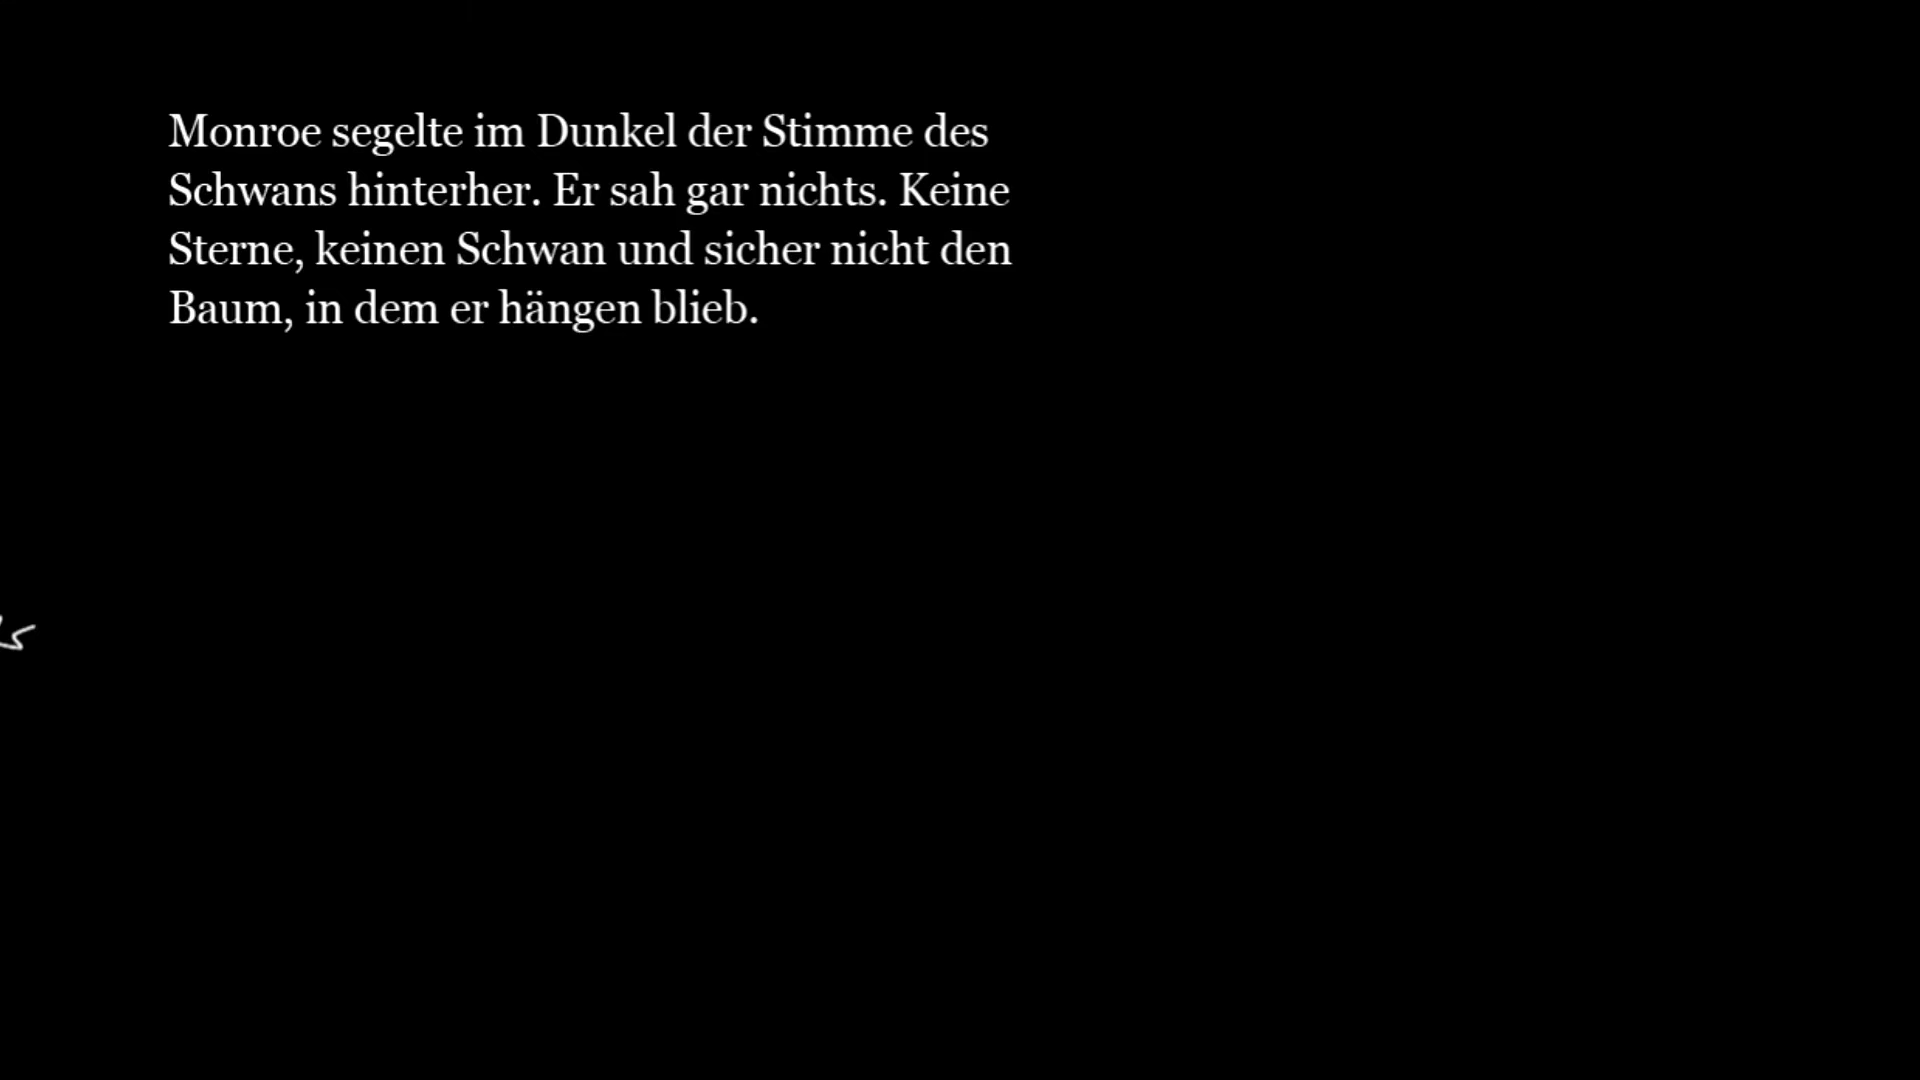 Monroe segelte im Dunkel der Stimme des
Schwans hinterher. Er sah gar nichts. Keine
Sterne, keinen Schwan und sicher nicht den
Baum, in dem er hängen blieb.